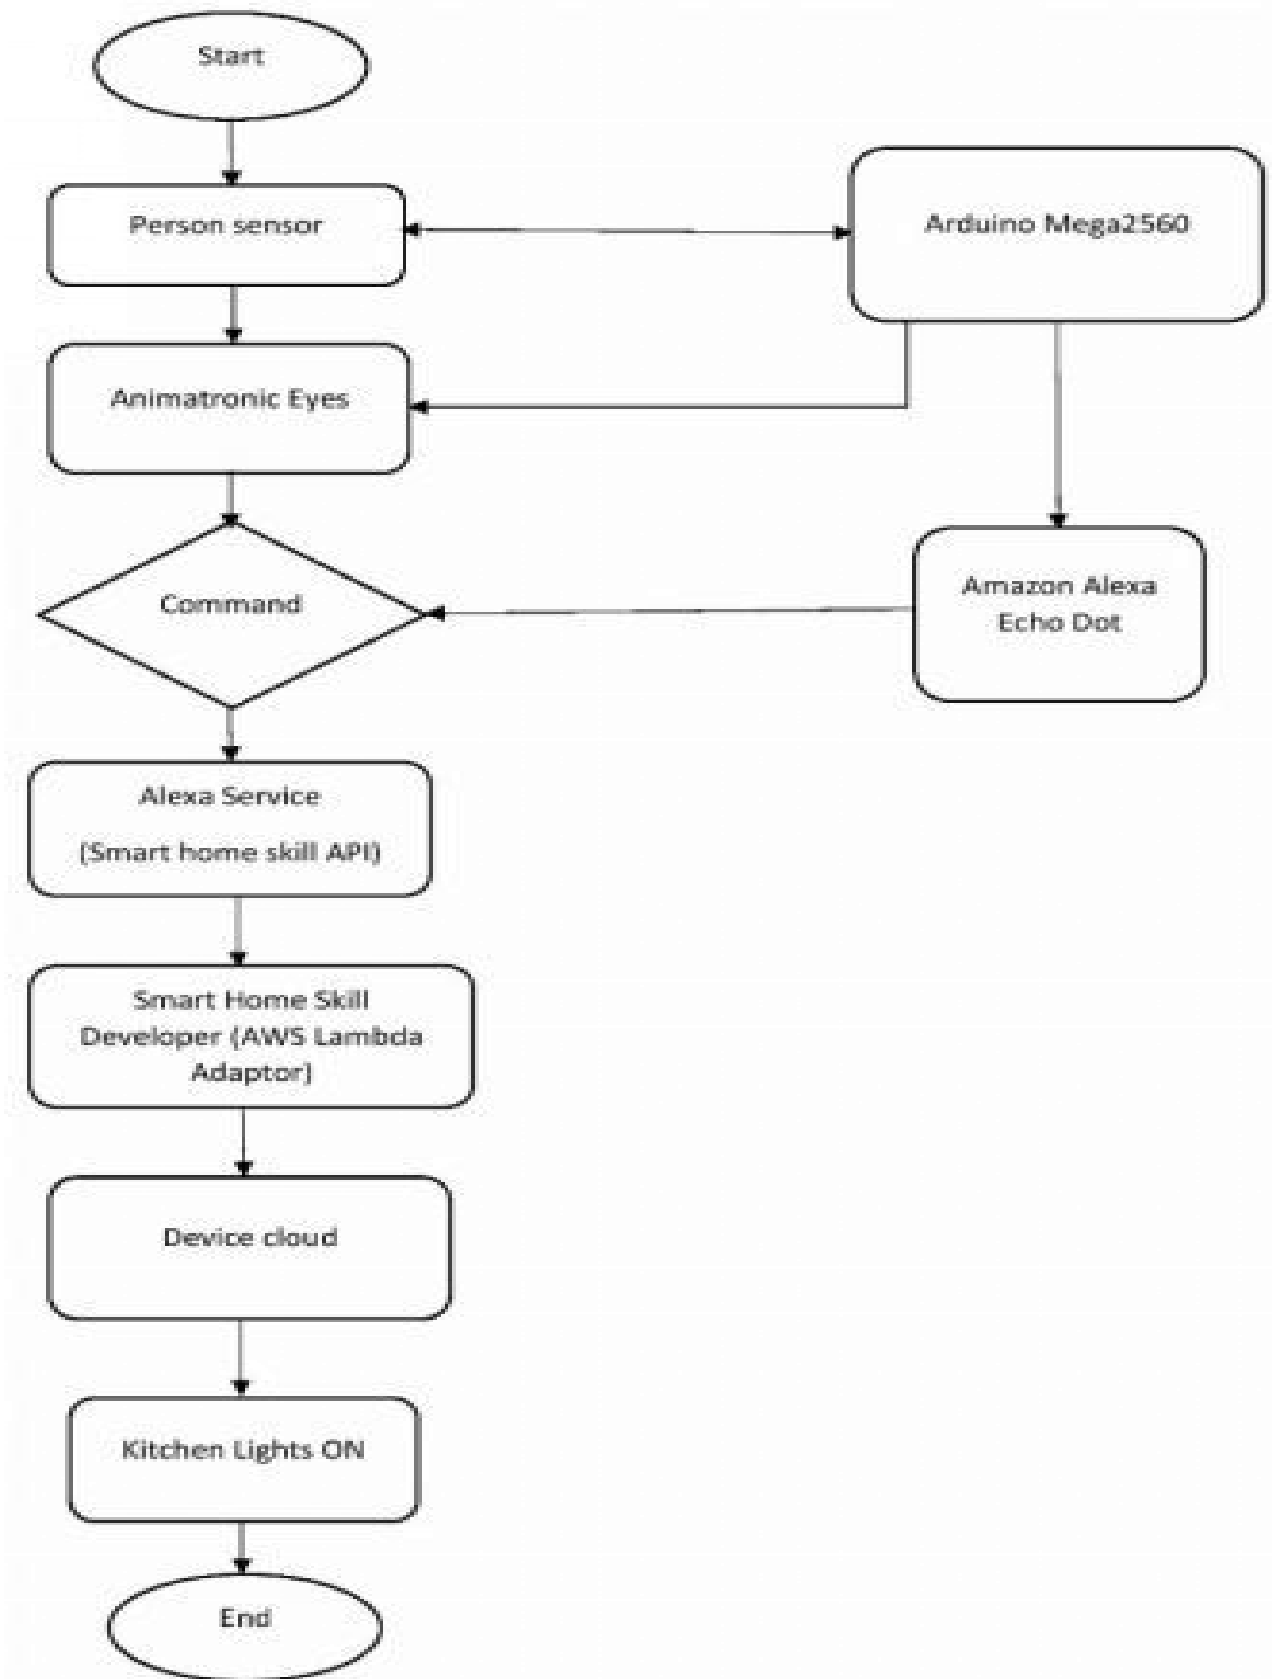 Start
Person sensor
Arduino Mega2560
Animatronic Eyes
Command
Amazon Alexa
Echo Dot
Alexa Service
(Smart home skill API)
Smart Home Skill
Developer (AWS Lambda
Adaptor)
Device cloud
Kitchen Lights ON
End